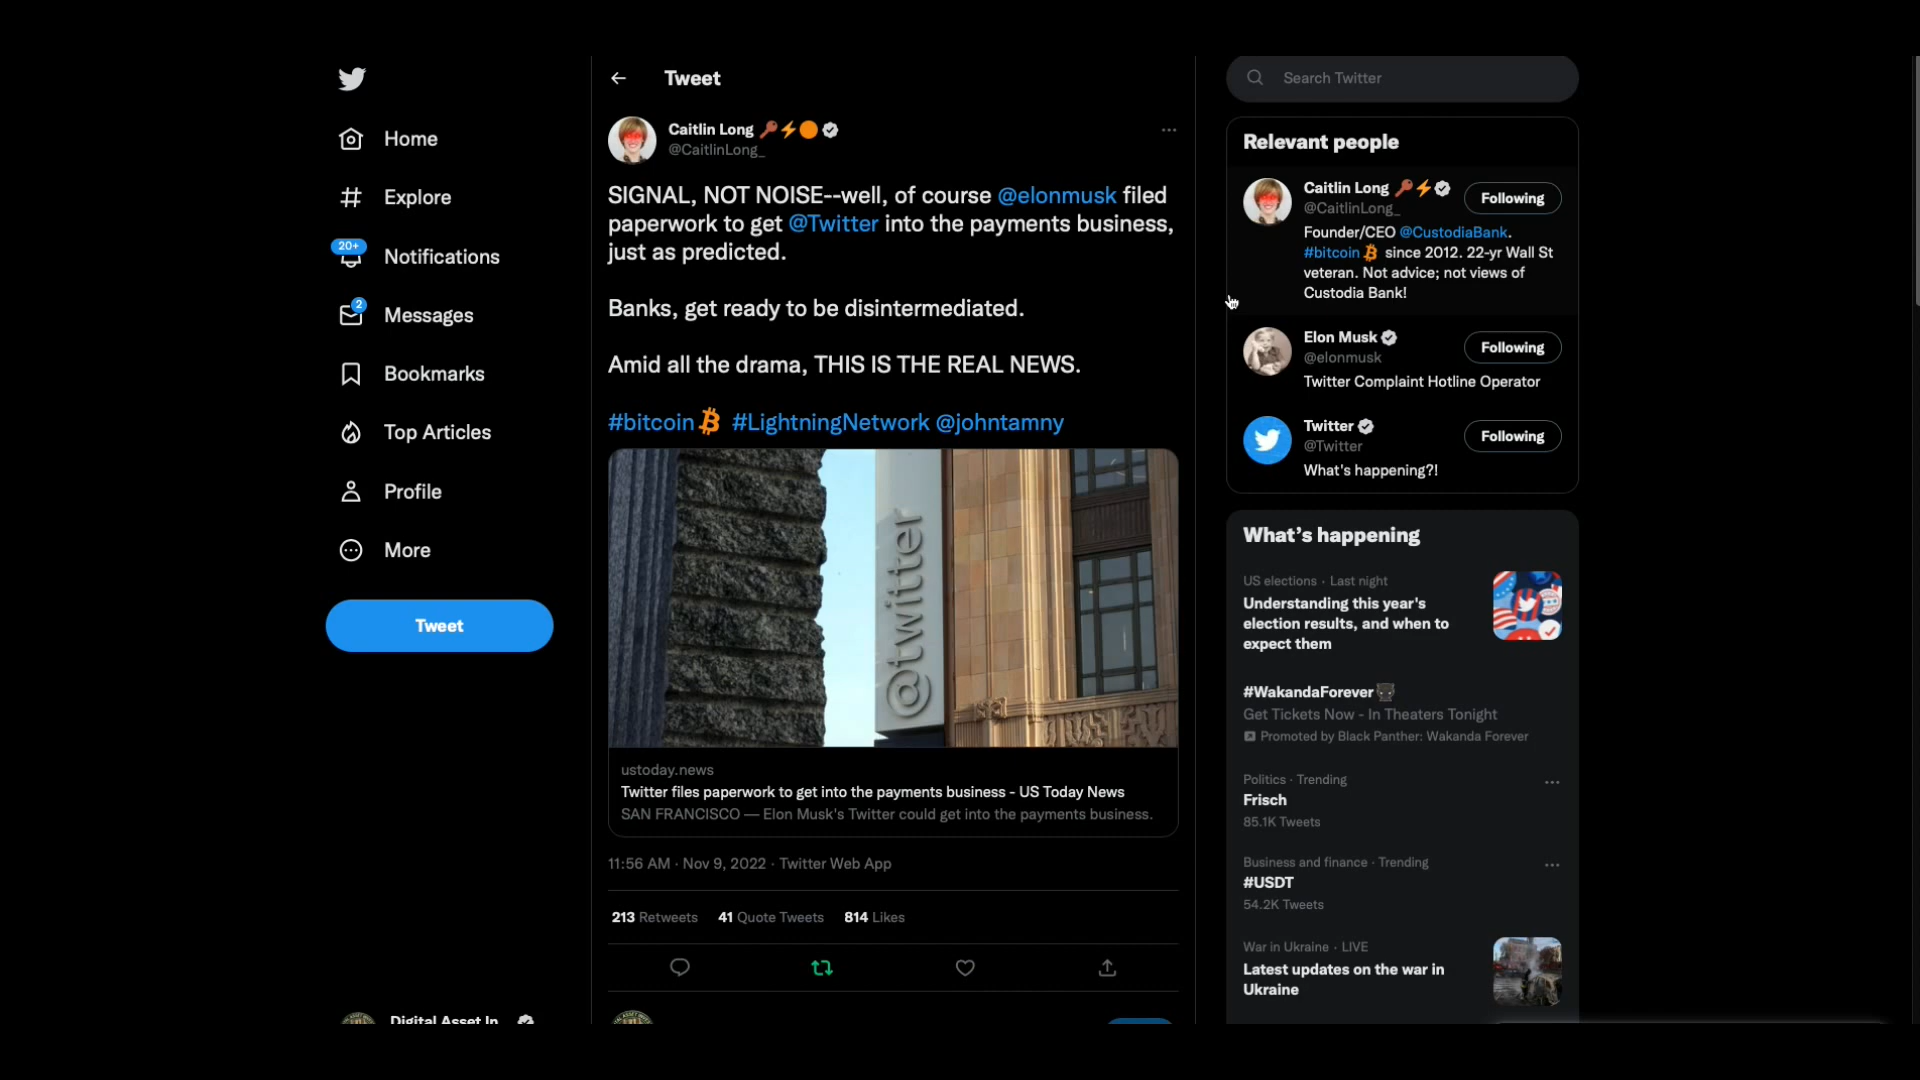 Home
Explore
20+
Notifications
2
Messages
Bookmarks
Top Articles
Profile
More
Tweet
Digital Asset In
Tweet
Caitlin Long
@CaitlinLong_
SIGNAL, NOT NOISE--well, of course @elonmusk filed
paperwork to get @Twitter into the payments business,
just as predicted.
Banks, get ready to be disintermediated.
Amid all the drama, THIS IS THE REAL NEWS.
#bitcoin #LightningNetwork @johntamny
@twitter
ustoday.news
Twitter files paperwork to get into the payments business - US Today News
SAN FRANCISCO — Elon Musk's Twitter could get into the payments business.
11:56 AM · Nov 9, 2022 · Twitter Web App
213 Retweets 41 Quote Tweets 814 Likes
Search Twitter
Relevant people
Caitlin Long
@CaitlinLong_
Following
Founder/CEO @CustodiaBank.
#bitcoin since 2012. 22-yr Wall St
veteran. Not advice; not views of
Custodia Bank!
Elon Musk
@elonmusk
Following
Twitter Complaint Hotline Operator
Twitter
@Twitter
Following
What's happening?!
What's happening
US elections · Last night
Understanding this year's
election results, and when to
expect them
#WakandaForever
Get Tickets Now - In Theaters Tonight
Promoted by Black Panther: Wakanda Forever
Politics · Trending
Frisch
85.1K Tweets
Business and finance · Trending
#USDT
54.2K Tweets
War in Ukraine · LIVE
Latest updates on the war in
Ukraine